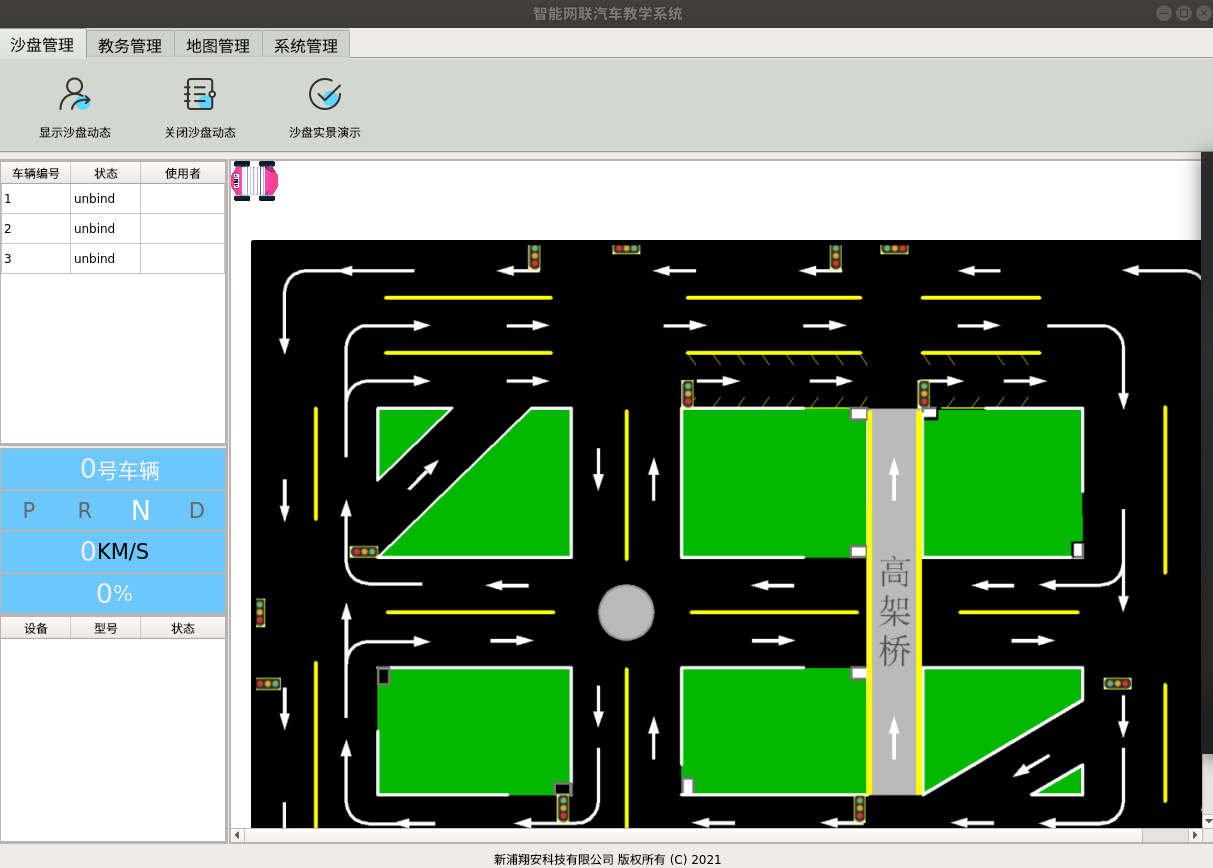 智能网联汽车教学系统
沙盘管理 教务管理 地图管理 系统管理
显示沙盘动态 关闭沙盘动态 沙盘实景演示
车辆编号 状态 使用者
1 unbind
2 unbind
3 unbind
0号车辆
P R N D
0KM/S
0%
设备 型号 状态
高架桥
新浦翔安科技有限公司 版权所有 (C) 2021